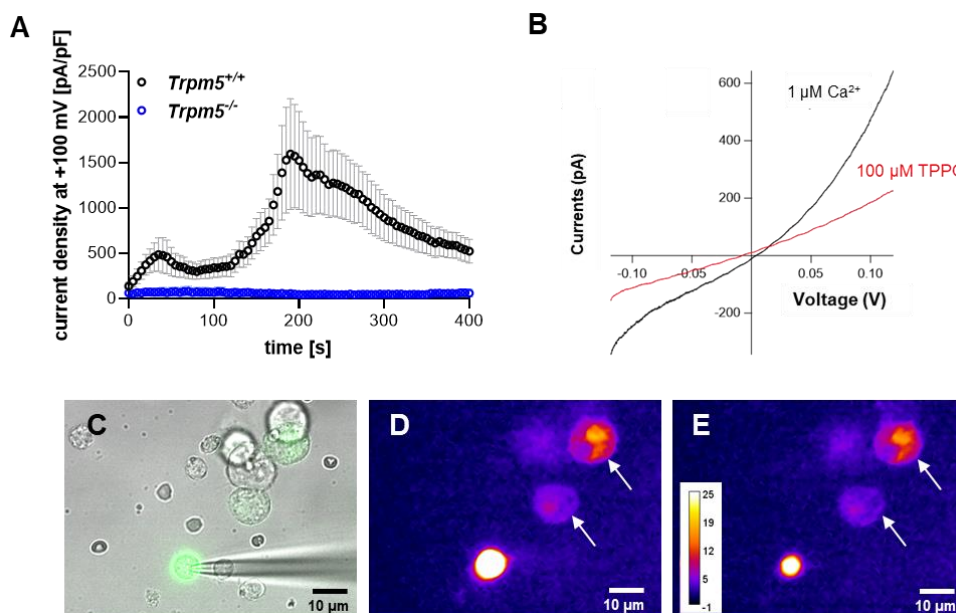 A
current density at +100 mV [pA/pF]
2500
2000
1500
1000
500
0
0
100
200
300
400
time [s]
Trpm5+/+
Trpm5-/-
B
Currents (pA)
600
400
200
-200
-0.10
0.05
0.05
0.10
Voltage (V)
1 µM Ca2+
100 µM TPPO
C
10 µm
D
10 µm
E
25
19
12
5
-1
10 µm